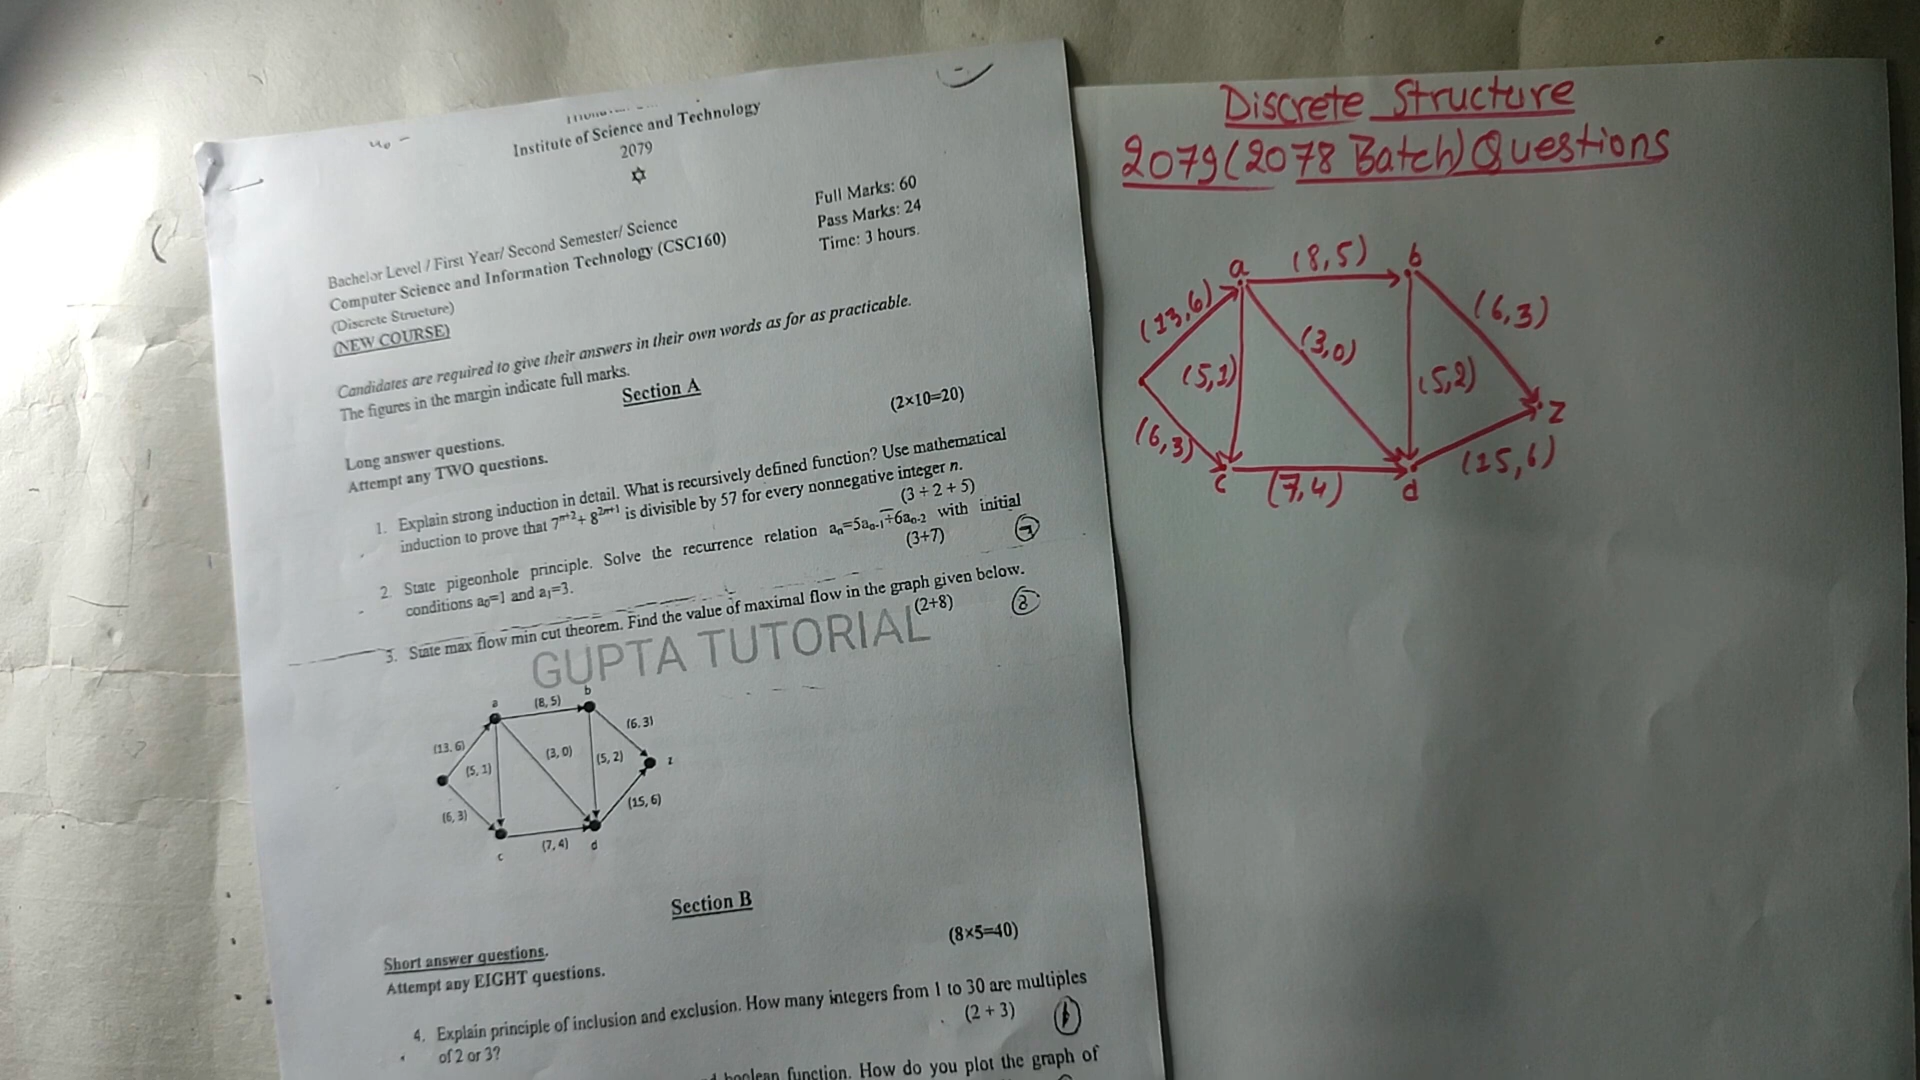 Institute of Science and Technology
2079
Bachelor Level / First Year/ Second Semester/ Science
Computer Science and Information Technology (CSC160)
(Discrete Structure)
(NEW COURSE)
Full Marks: 60
Pass Marks: 24
Time: 3 hours.
Candidates are required to give their answers in their own words as for as practicable.
The figures in the margin indicate full marks.
Section A
Long answer questions.
Attempt any TWO questions.
(2×10=20)
1. Explain strong induction in detail. What is recursively defined function? Use mathematical
induction to prove that 7ⁿ⁺² + 8²ⁿ⁺¹ is divisible by 57 for every nonnegative integer n.
(3 + 2 + 5)
2. State pigeonhole principle. Solve the recurrence relation aₙ=5aₙ₋₁+6aₙ₋₂ with initial
conditions a₀=1 and a₁=3.
(3+7)
3. State max flow min cut theorem. Find the value of maximal flow in the graph given below.
(2+8)
GUPTA TUTORIAL
a
(8, 5)
b
(13, 6)
(5, 1)
(3, 0)
(5, 2)
(6, 3)
z
(6, 3)
(15, 6)
c
(7, 4)
d
Section B
Short answer questions.
Attempt any EIGHT questions.
(8×5=40)
4. Explain principle of inclusion and exclusion. How many integers from 1 to 30 are multiples
of 2 or 3?
(2 + 3)
boolean function. How do you plot the graph of
Discrete Structure
2079(2078 Batch) Questions
a
(8,5)
b
(13,6)
(5,1)
(3,0)
(5,2)
(6,3)
z
(6,3)
(15,6)
c
(7,4)
d